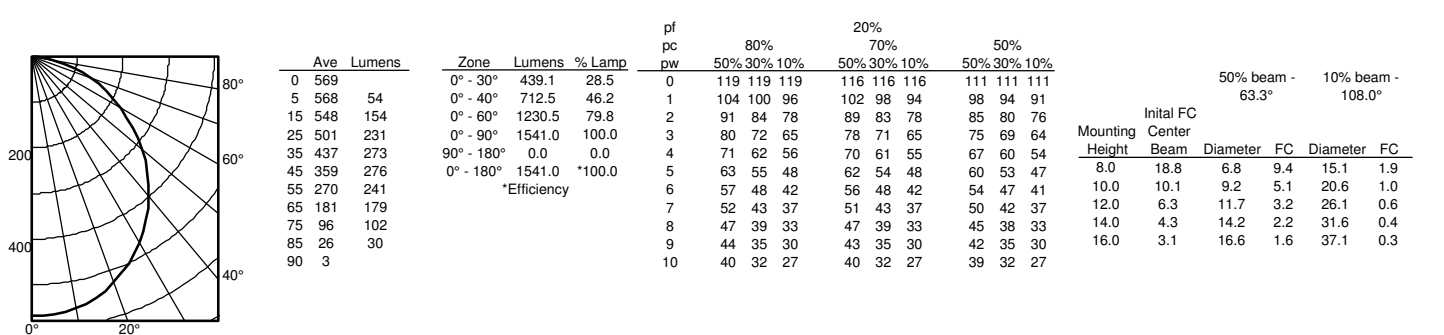 80°
60°
40°
200
400
0° 20°
Ave Lumens
0 569
5 568 54
15 548 154
25 501 231
35 437 273
45 359 276
55 270 241
65 181 179
75 96 102
85 26 30
90 3
Zone Lumens % Lamp
0° - 30° 439.1 28.5
0° - 40° 712.5 46.2
0° - 60° 1230.5 79.8
0° - 90° 1541.0 100.0
90° - 180° 0.0 0.0
0° - 180° 1541.0 *100.0
*Efficiency
pf 20%
pc 80% 70% 50%
pw 50% 30% 10% 50% 30% 10% 50% 30% 10%
0 119 119 119 116 116 116 111 111 111
1 104 100 96 102 98 94 98 94 91
2 91 84 78 89 83 78 85 80 76
3 80 72 65 78 71 65 75 69 64
4 71 62 56 70 61 55 67 60 54
5 63 55 48 62 54 48 60 53 47
6 57 48 42 56 48 42 54 47 41
7 52 43 37 51 43 37 50 42 37
8 47 39 33 47 39 33 45 38 33
9 44 35 30 43 35 30 42 35 30
10 40 32 27 40 32 27 39 32 27
50% beam - 10% beam -
63.3° 108.0°
Inital FC
Mounting Center
Height Beam Diameter FC Diameter FC
8.0 18.8 6.8 9.4 15.1 1.9
10.0 10.1 9.2 5.1 20.6 1.0
12.0 6.3 11.7 3.2 26.1 0.6
14.0 4.3 14.2 2.2 31.6 0.4
16.0 3.1 16.6 1.6 37.1 0.3